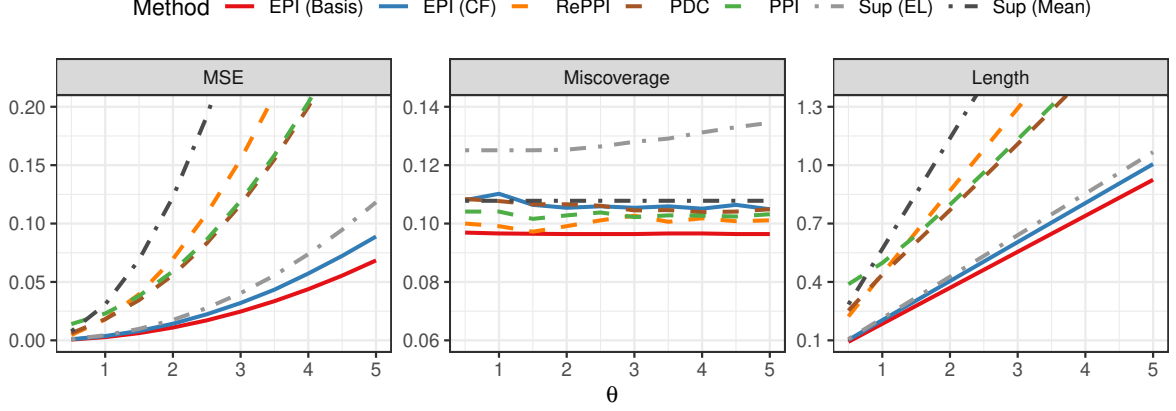 Method EPI (Basis) EPI (CF) RePPI PDC PPI Sup (EL) Sup (Mean)
MSE Miscoverage Length
0.20 0.14 1.3
0.15 0.12 1.0
0.10 0.10 0.7
0.05 0.08 0.4
0.00 0.06 0.1
1 2 3 4 5 1 2 3 4 5 1 2 3 4 5
θ